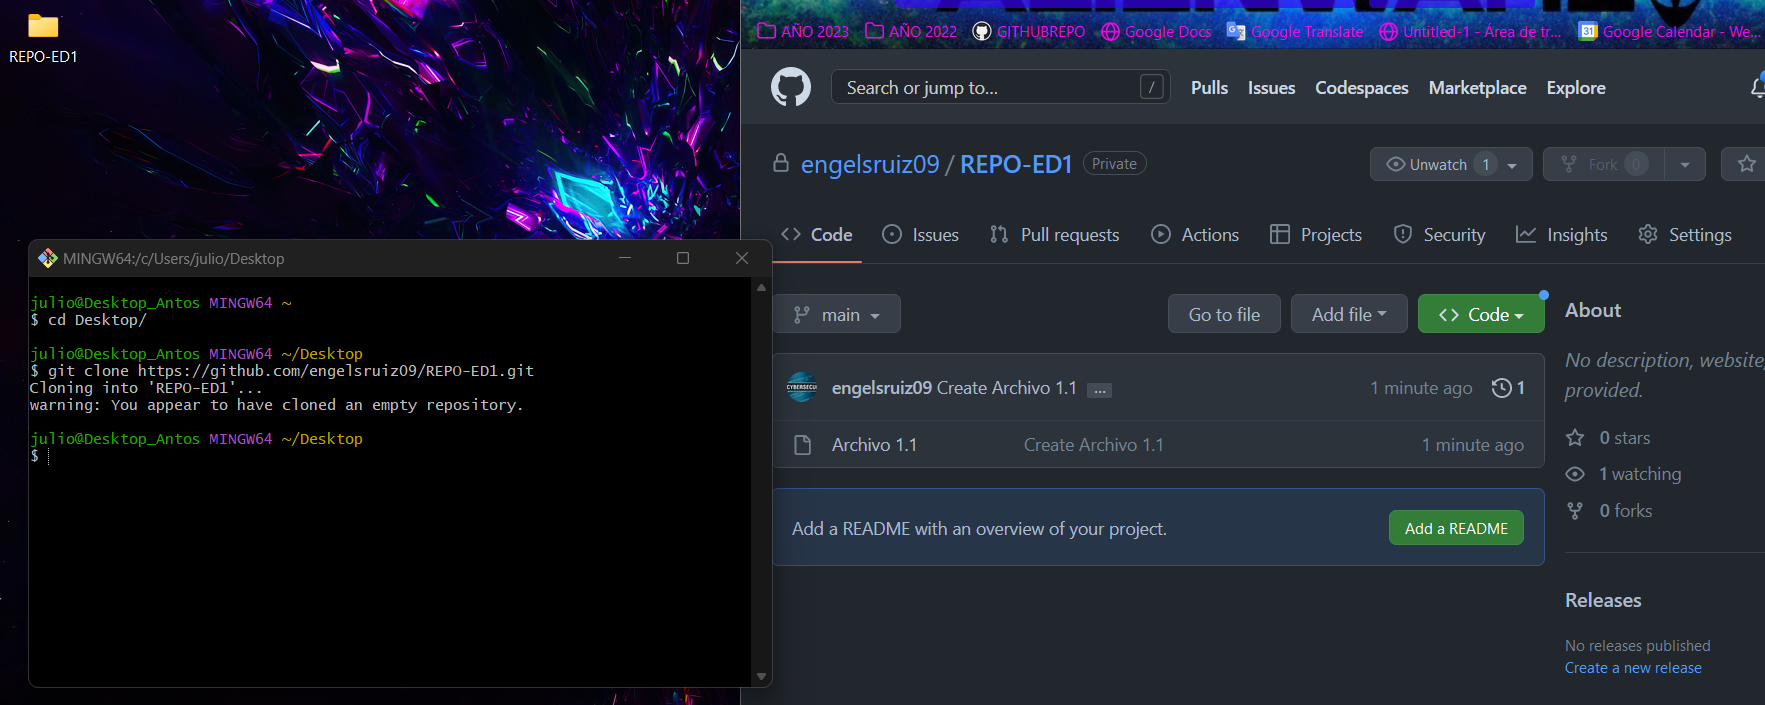 REPO-ED1
MINGW64:/c/Users/julio/Desktop
julio@Desktop_Antos MINGW64 ~
$ cd Desktop/
julio@Desktop_Antos MINGW64 ~/Desktop
$ git clone https://github.com/engelsruiz09/REPO-ED1.git
Cloning into 'REPO-ED1'...
warning: You appear to have cloned an empty repository.
julio@Desktop_Antos MINGW64 ~/Desktop
$
AÑO 2023 AÑO 2022 GITHUBREPO Google Docs Google Translate Untitled-1 - Área de tr... 31 Google Calendar - We...
Search or jump to... / Pulls Issues Codespaces Marketplace Explore
engelsruiz09 / REPO-ED1 Private Unwatch 1 Fork 0
Code Issues Pull requests Actions Projects Security Insights Settings
main Go to file Add file Code
engelsruiz09 Create Archivo 1.1 ... 1 minute ago 1
Archivo 1.1 Create Archivo 1.1 1 minute ago
Add a README with an overview of your project. Add a README
About
No description, website,
provided.
0 stars
1 watching
0 forks
Releases
No releases published
Create a new release